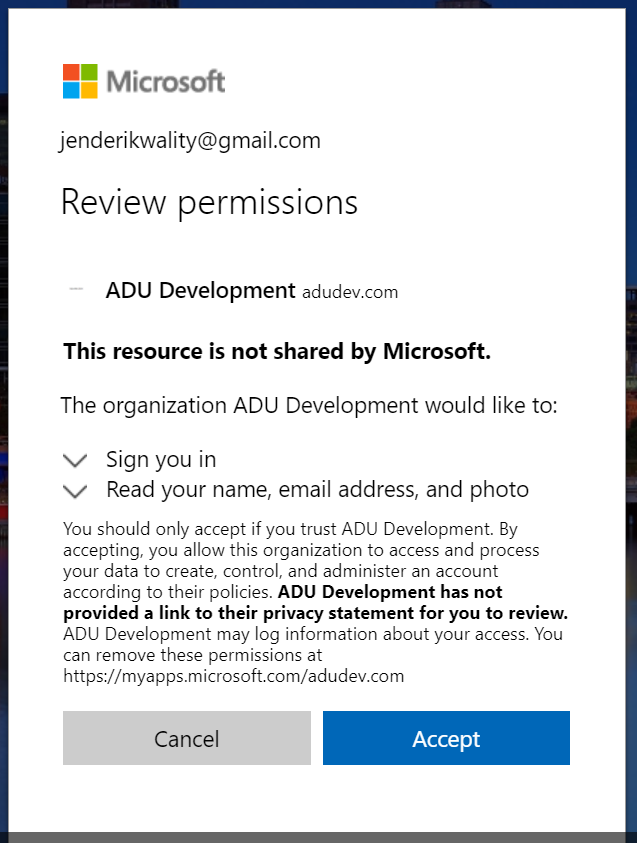 Microsoft
jenderikwality@gmail.com
Review permissions
ADU Development adudev.com
This resource is not shared by Microsoft.
The organization ADU Development would like to:
Sign you in
Read your name, email address, and photo
You should only accept if you trust ADU Development. By
accepting, you allow this organization to access and process
your data to create, control, and administer an account
according to their policies. ADU Development has not
provided a link to their privacy statement for you to review.
ADU Development may log information about your access. You
can remove these permissions at
https://myapps.microsoft.com/adudev.com
Cancel Accept